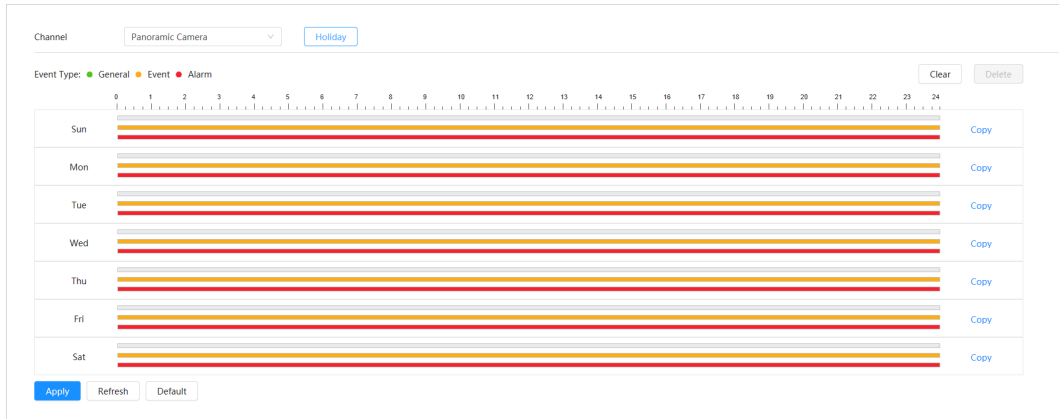 Channel Panoramic Camera Holiday
Event Type: General Event Alarm Clear Delete
0 1 2 3 4 5 6 7 8 9 10 11 12 13 14 15 16 17 18 19 20 21 22 23 24
Sun Copy
Mon Copy
Tue Copy
Wed Copy
Thu Copy
Fri Copy
Sat Copy
Apply Refresh Default